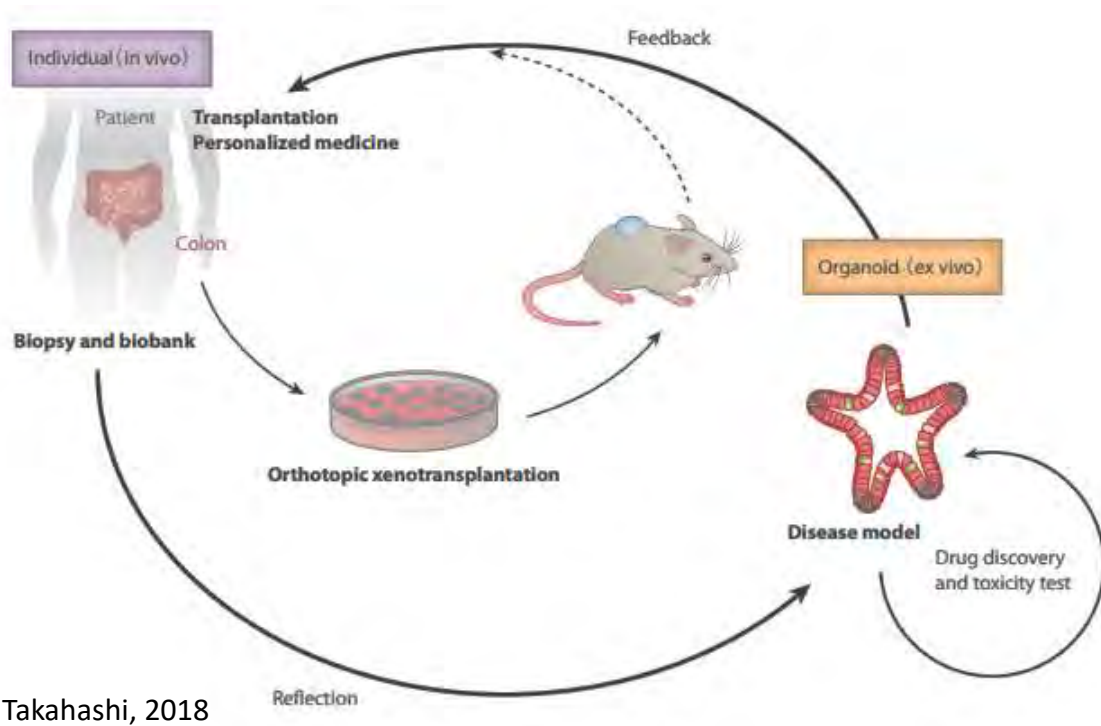 Feedback
Individual (in vivo)
Patient
Transplantation
Personalized medicine
Colon
Organoid (ex vivo)
Biopsy and biobank
Orthotopic xenotransplantation
Disease model
Drug discovery
and toxicity test
Reflection
Takahashi, 2018